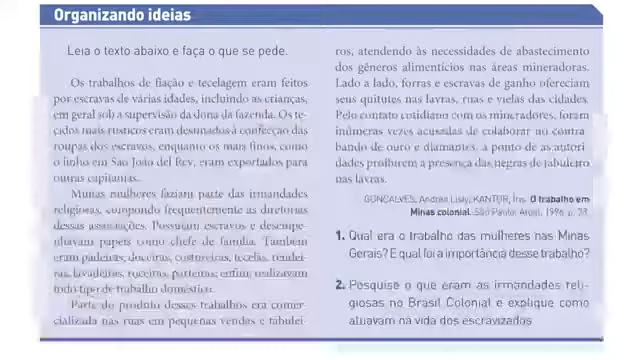 Organizando ideias
Leia o texto abaixo e faça o que se pede.
Os trabalhos de fiação e tecelagem eram feitos
por escravas de várias idades, incluindo as crianças,
em geral sob a supervisão da dona da fazenda. Os te-
cidos mais rústicos eram destinados à confecção das
roupas dos escravos, enquanto os mais finos, como
o linho em São João del Rey, eram exportados para
outras capitanias.
Muitas mulheres faziam parte das irmandades
religiosas, compondo frequentemente as diretorias
dessas associações. Possuíam escravos e desempe-
nhavam papéis como chefe de família. Também
eram padeiras, doceiras, costureiras, tecelãs, rendei-
ras, lavadeiras, roceiras, parteiras; enfim, realizavam
todo tipo de trabalho doméstico.
Parte do produto desses trabalhos era comer-
cializada nas ruas em pequenas vendas e tabulei-
ros, atendendo às necessidades de abastecimento
dos gêneros alimentícios nas áreas mineradoras.
Lado a lado, forras e escravas de ganho ofereciam
seus quitutes nas lavras, ruas e vielas das cidades.
Pelo contato cotidiano com os mineradores, foram
inúmeras vezes acusadas de colaborar no contra-
bando de ouro e diamantes, a ponto de as autori-
dades proibirem a presença das negras de tabuleiro
nas lavras.
GONÇALVES, Andréa Lisly; KANTOR, Íris. O trabalho em
Minas colonial. São Paulo: Atual, 1996. p. 23.
1. Qual era o trabalho das mulheres nas Minas
Gerais? E qual foi a importância desse trabalho?
2. Pesquise o que eram as irmandades reli-
giosas no Brasil Colonial e explique como
atuavam na vida dos escravizados